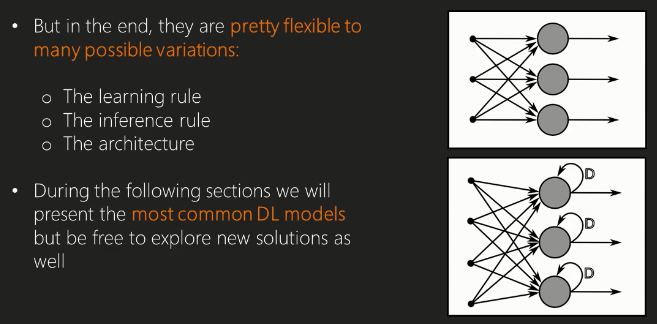 • But in the end, they are pretty flexible to
many possible variations:
o The learning rule
o The inference rule
o The architecture
• During the following sections we will
present the most common DL models
but be free to explore new solutions as
well
D
D
D